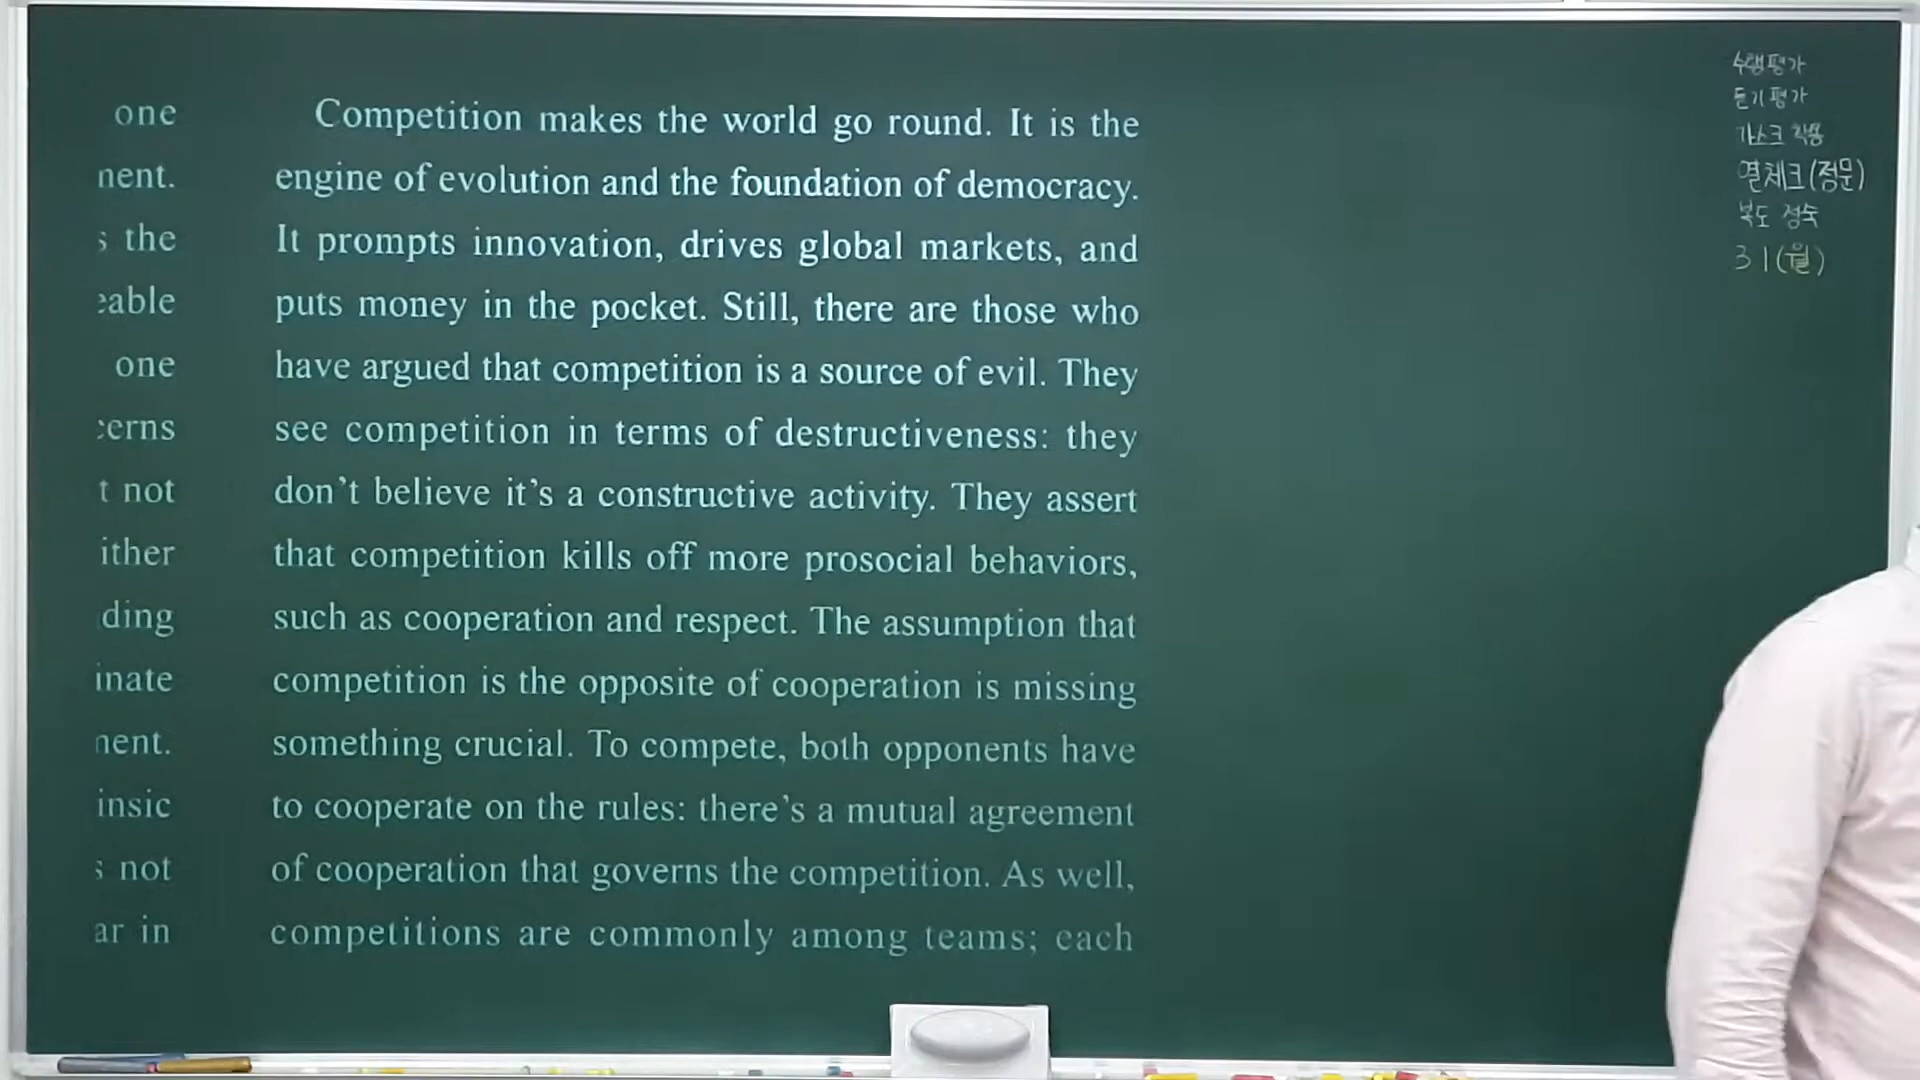 one
nent.
s the
eable
one
cerns
t not
ither
ding
inate
nent.
insic
s not
ar in
Competition makes the world go round. It is the
engine of evolution and the foundation of democracy.
It prompts innovation, drives global markets, and
puts money in the pocket. Still, there are those who
have argued that competition is a source of evil. They
see competition in terms of destructiveness: they
don't believe it's a constructive activity. They assert
that competition kills off more prosocial behaviors,
such as cooperation and respect. The assumption that
competition is the opposite of cooperation is missing
something crucial. To compete, both opponents have
to cooperate on the rules: there's a mutual agreement
of cooperation that governs the competition. As well,
competitions are commonly among teams; each
수행평가
듣기평가
마스크 착용
열체크(정문)
복도 정숙
31(월)